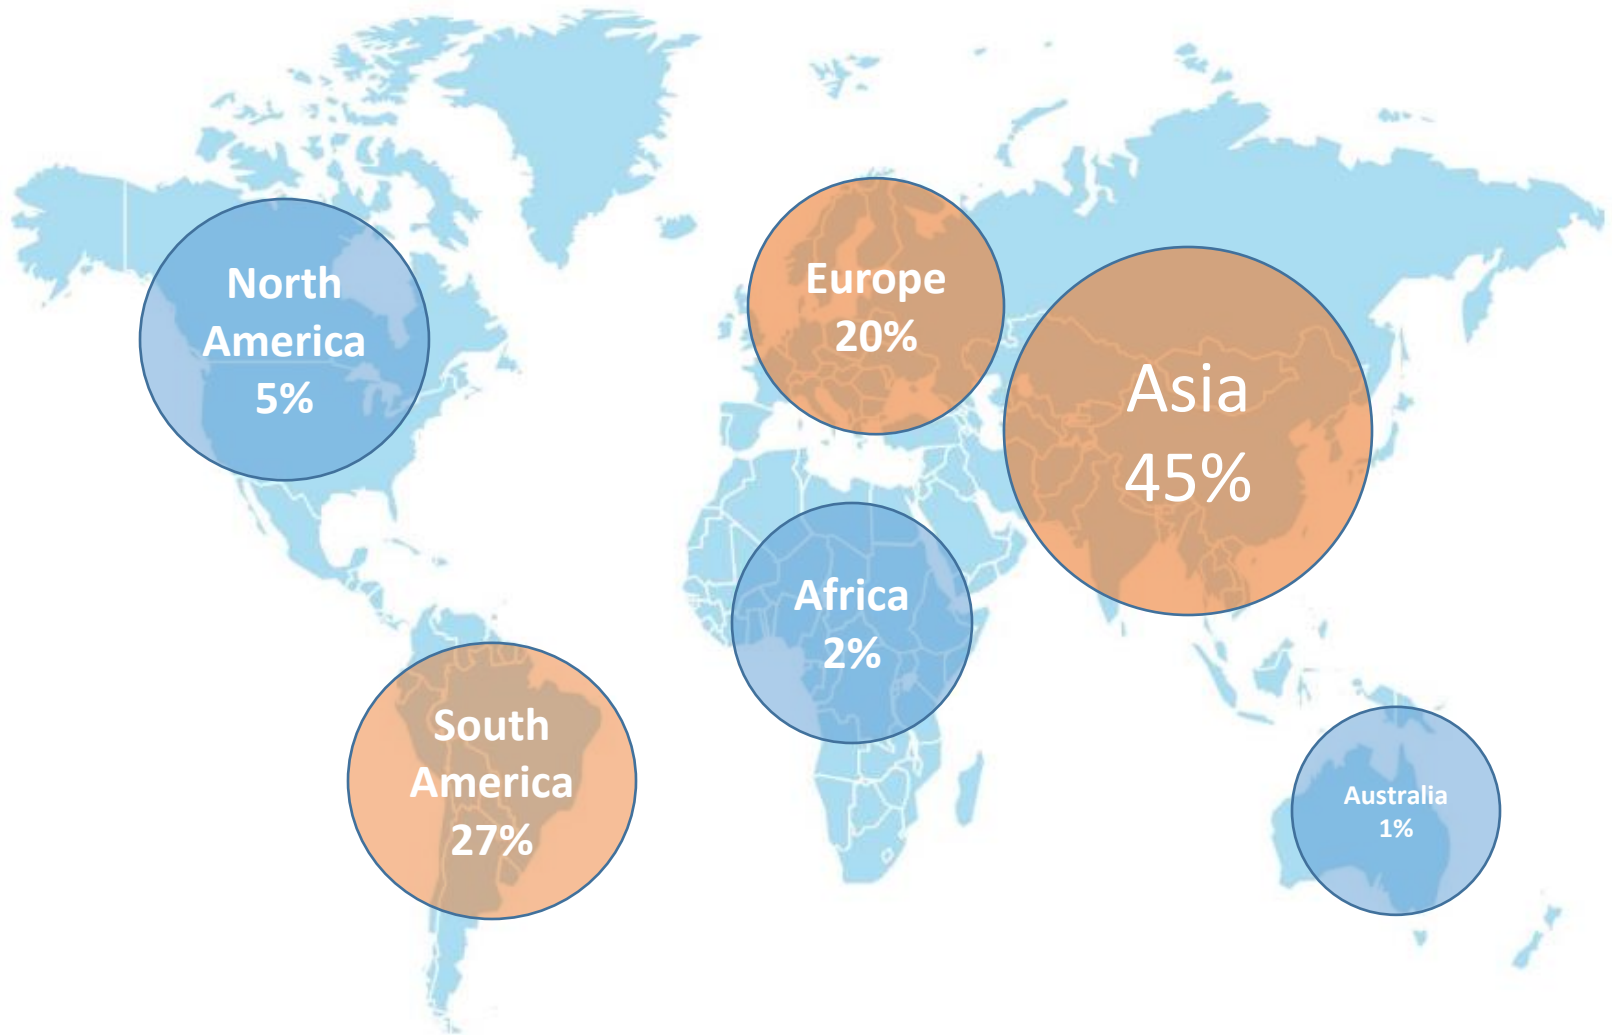 North
America
5%
Europe
20%
Asia
45%
Africa
2%
South
America
27%
Australia
1%